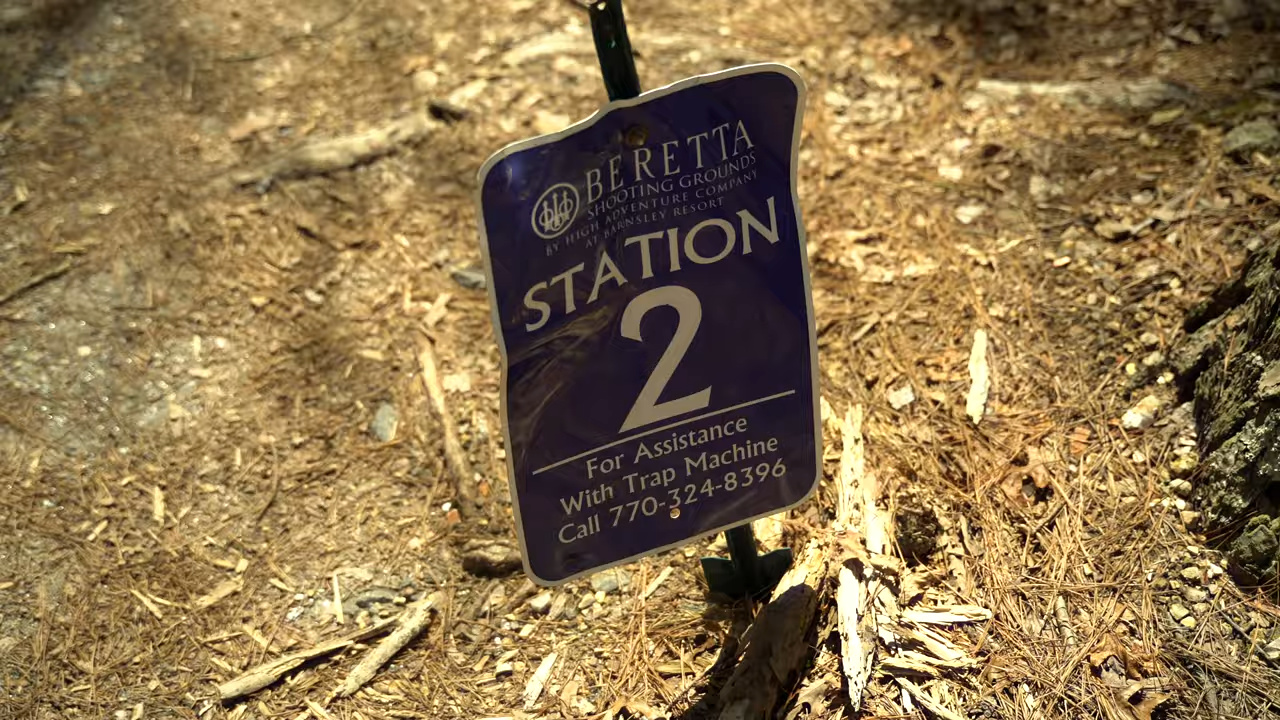 BERETTA
SHOOTING GROUNDS
BY HIGH ADVENTURE COMPANY
AT BARNSLEY RESORT
STATION
2
For Assistance
With Trap Machine
Call 770-324-8396